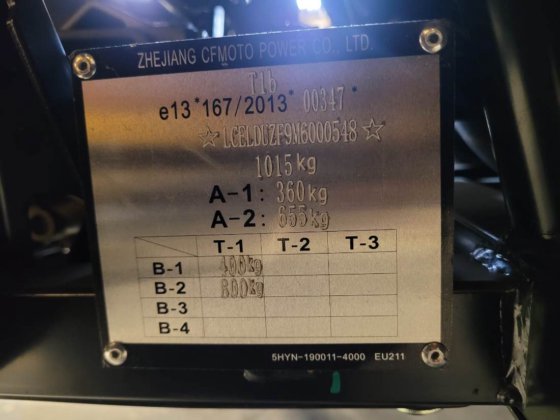 ZHEJIANG CFMOTO POWER CO., LTD.
T1b
e13*167/2013*00347*
☆LCELDUZF9N6000548☆
1015kg
A-1: 360kg
A-2: 655kg
T-1 T-2 T-3
B-1 400kg
B-2 800kg
B-3
B-4
5HYN-190011-4000 EU211